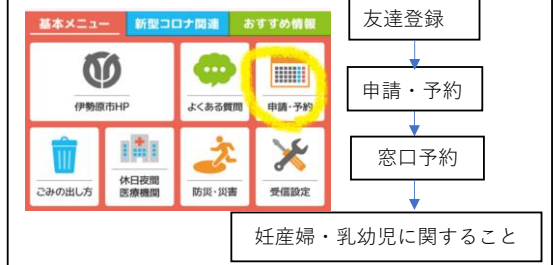 基本メニュー
新型コロナ関連
おすすめ情報
伊勢原市HP
よくある質問
申請・予約
ごみの出し方
休日夜間
医療機関
防災・災害
受信設定
友達登録
申請・予約
窓口予約
妊産婦・乳幼児に関すること